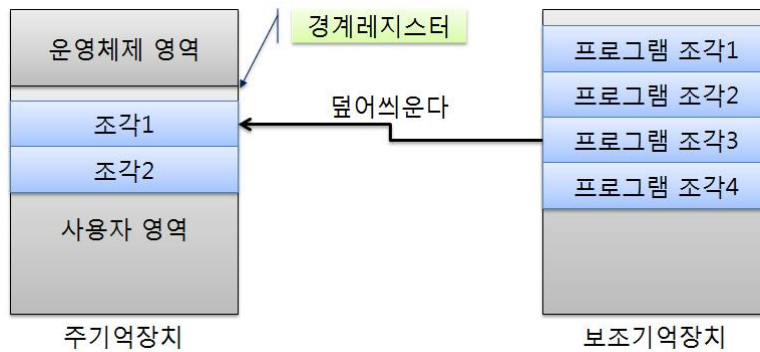 운영체제 영역
경계레지스터
조각1
조각2
사용자 영역
주기억장치
덮어씌운다
프로그램 조각1
프로그램 조각2
프로그램 조각3
프로그램 조각4
보조기억장치